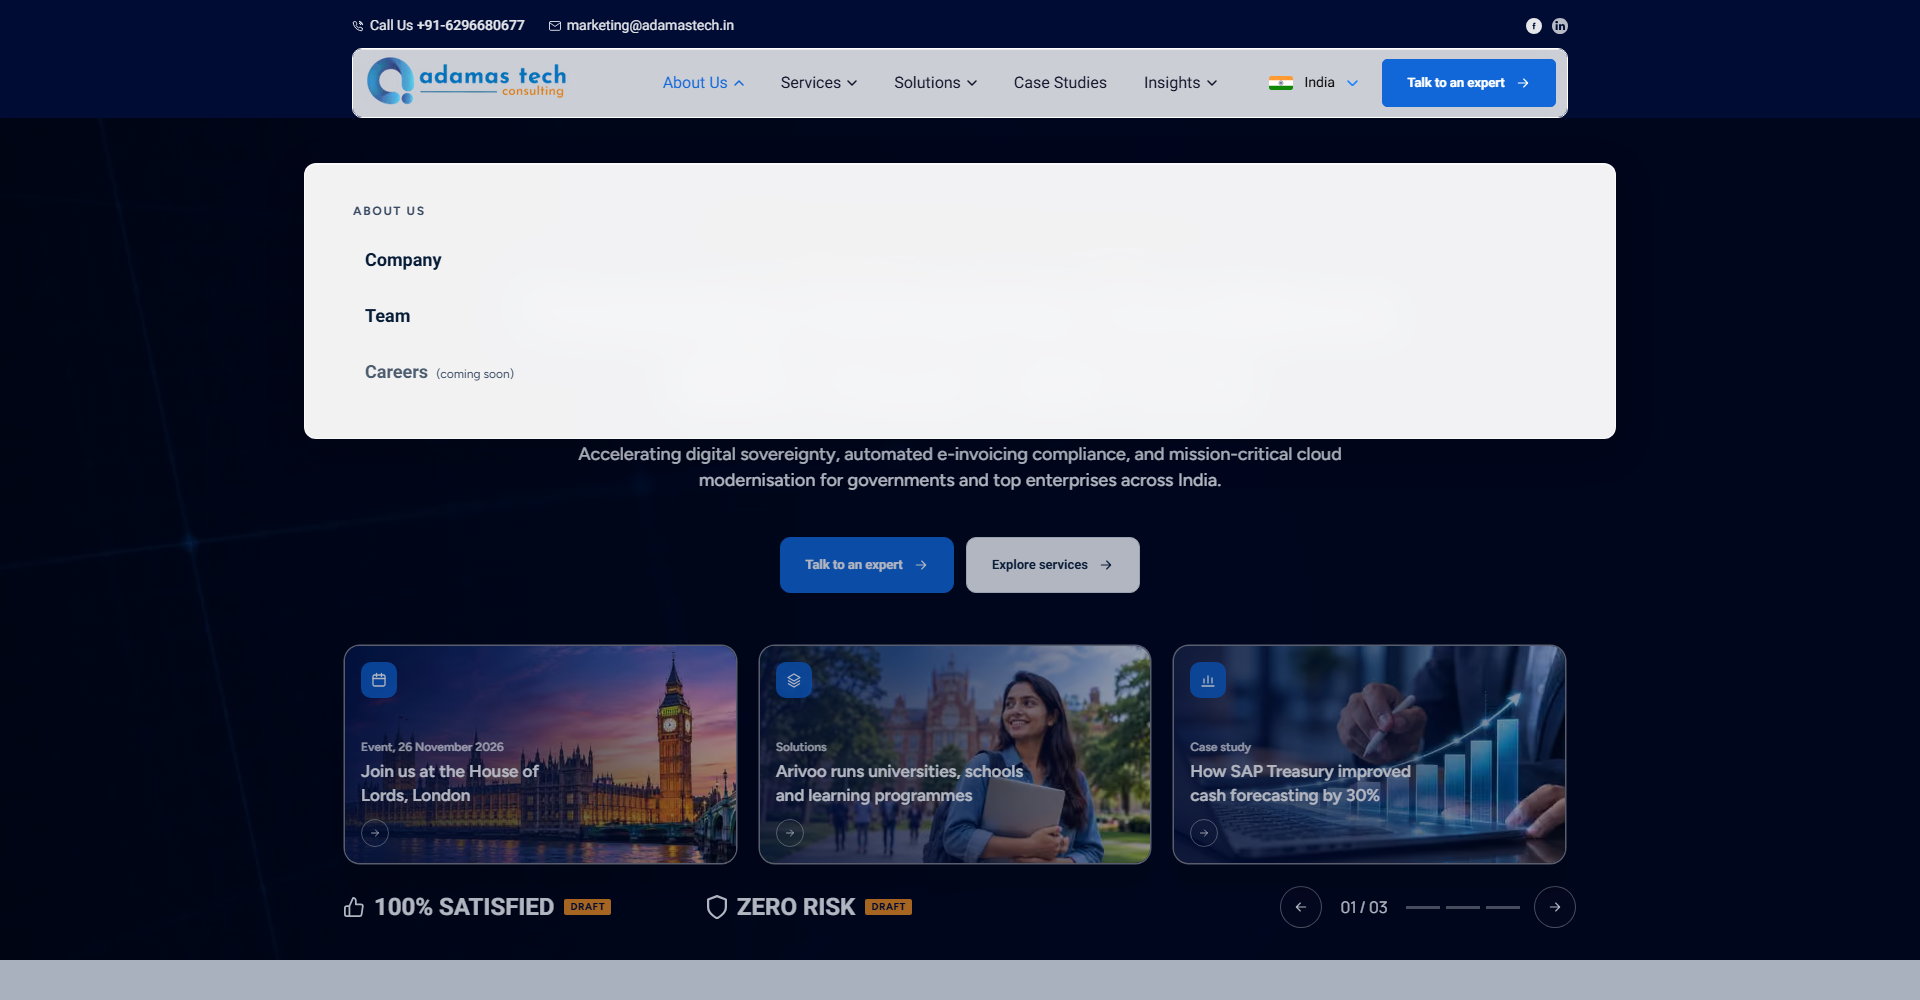 Call Us +91-6296680677
marketing@adamastech.in
adamas tech
consulting
About Us
Services
Solutions
Case Studies
Insights
India
Talk to an expert
ABOUT US
Company
Team
Careers (coming soon)
Accelerating digital sovereignty, automated e-invoicing compliance, and mission-critical cloud
modernisation for governments and top enterprises across India.
Talk to an expert
Explore services
Event, 26 November 2026
Join us at the House of
Lords, London
Solutions
Arivoo runs universities, schools
and learning programmes
Case study
How SAP Treasury improved
cash forecasting by 30%
100% SATISFIED DRAFT
ZERO RISK DRAFT
01 / 03